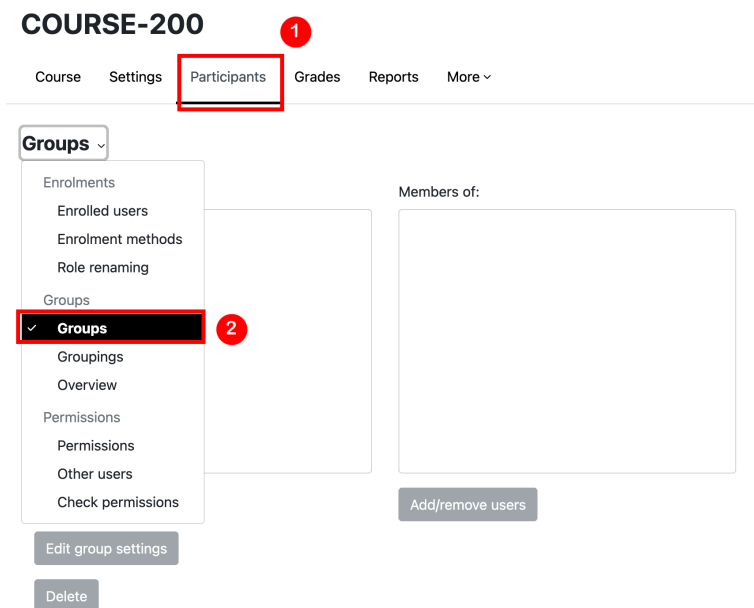 COURSE-200
1
Course Settings Participants Grades Reports More
Groups
Enrolments
Enrolled users
Enrolment methods
Role renaming
Groups
Groups
2
Groupings
Overview
Permissions
Permissions
Other users
Check permissions
Members of:
Add/remove users
Edit group settings
Delete